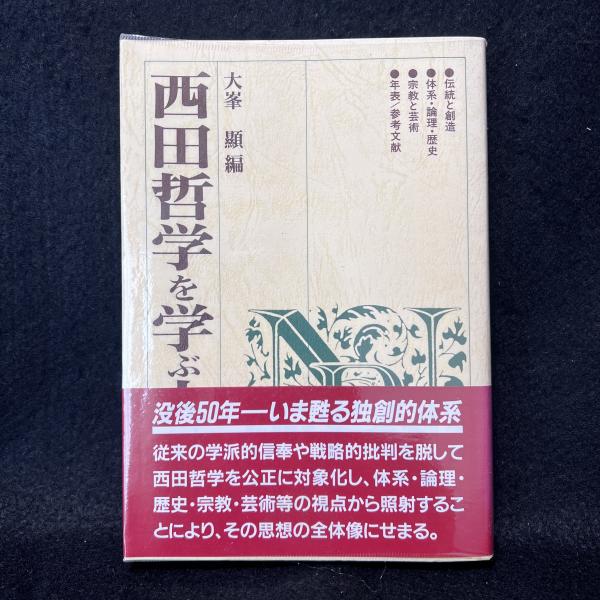 ●伝統と創造
●体系・論理・歴史
●宗教と芸術
●年表/参考文献
大峯 顯 編
西田哲学を学ぶ
没後50年―いま甦る独創的体系
従来の学派的信奉や戦略的批判を脱して
西田哲学を公正に対象化し、体系・論理・
歴史・宗教・芸術等の視点から照射するこ
とにより、その思想の全体像にせまる。